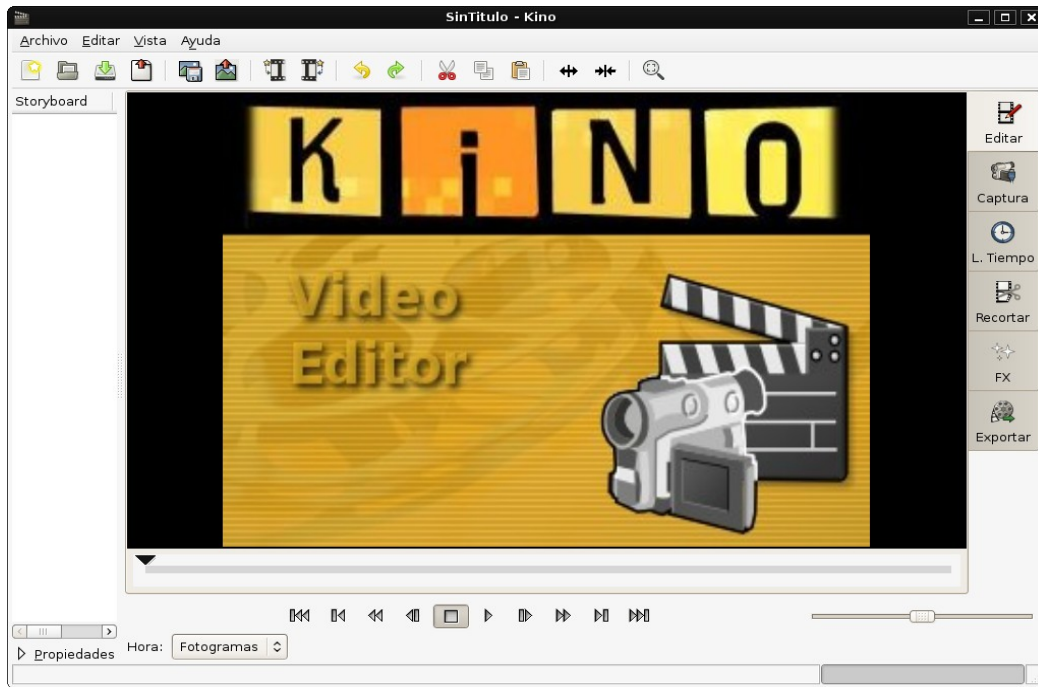 SinTitulo - Kino
Archivo Editar Vista Ayuda
Storyboard
KiNO
Video
Editor
Editar
Captura
L. Tiempo
Recortar
FX
Exportar
Propiedades
Hora: Fotogramas